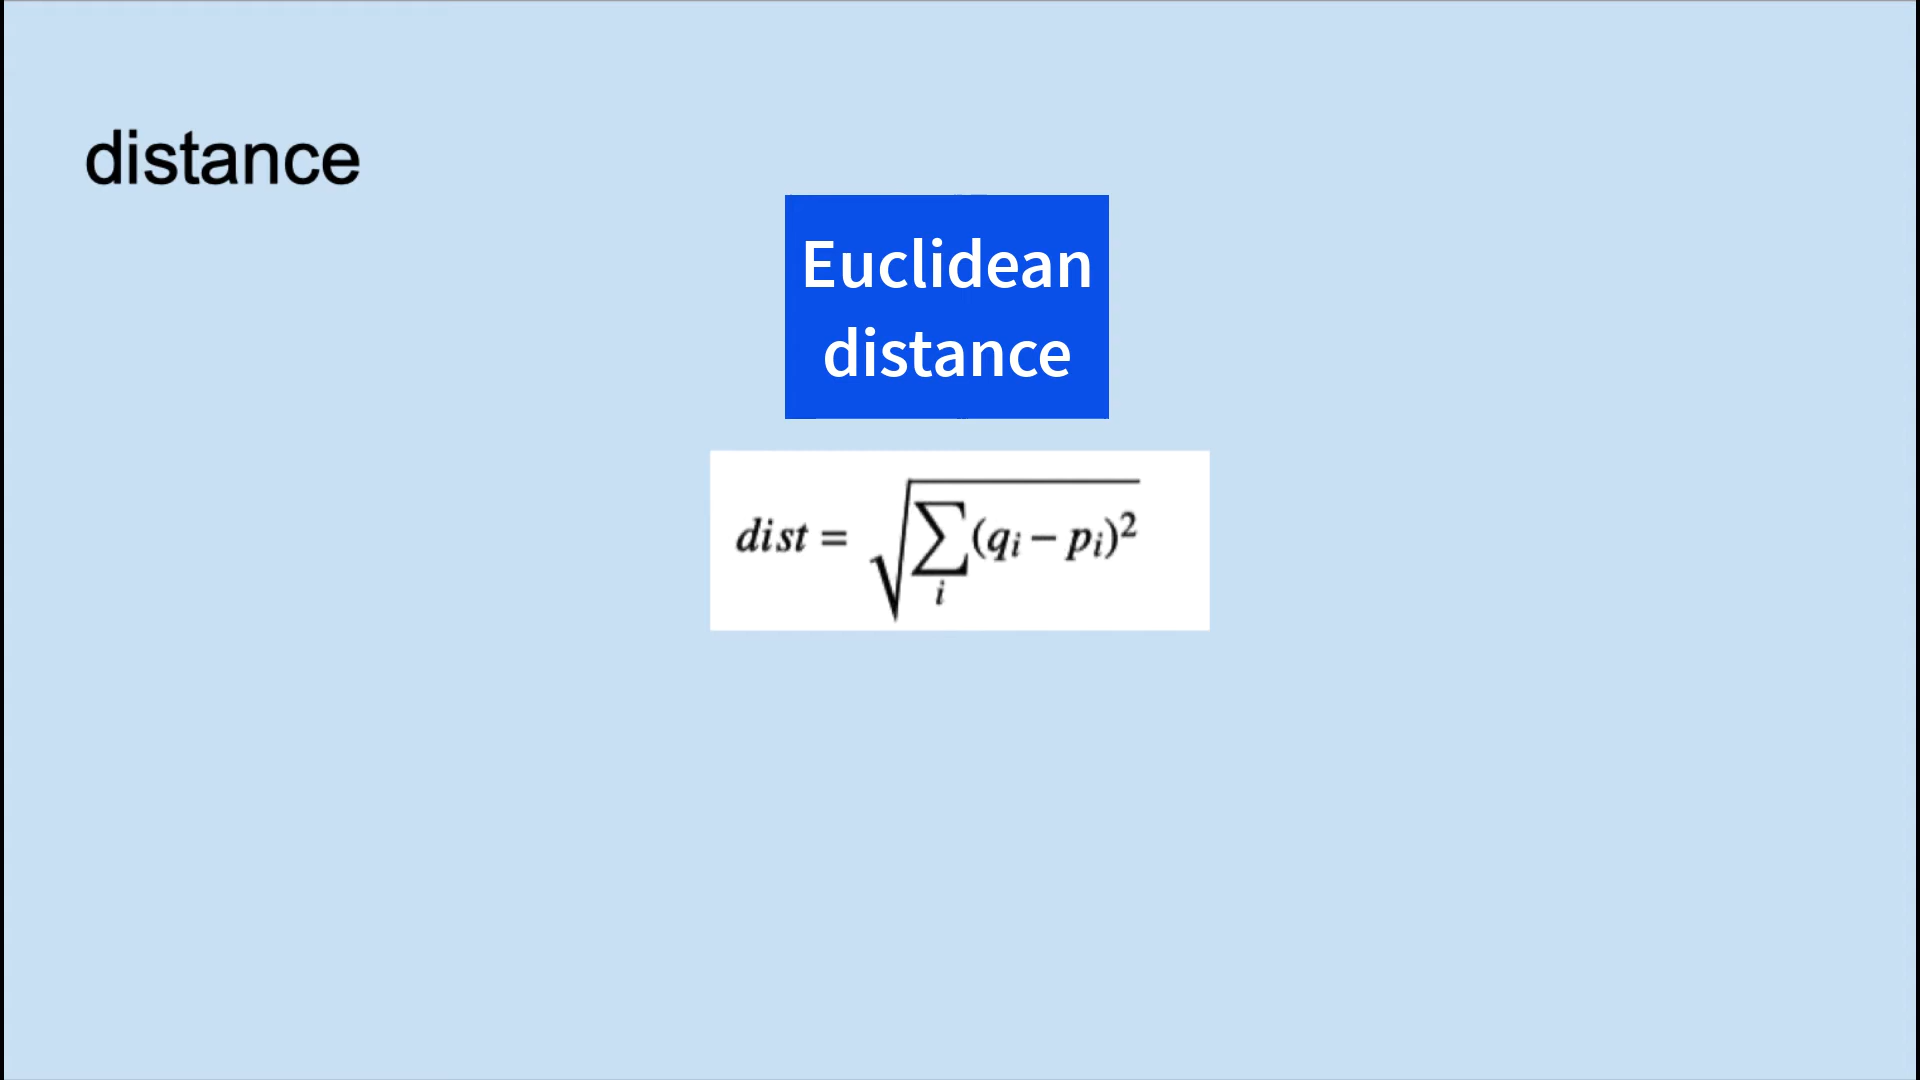 distance
Euclidean
distance
dist = √∑ᵢ(qᵢ − pᵢ)²